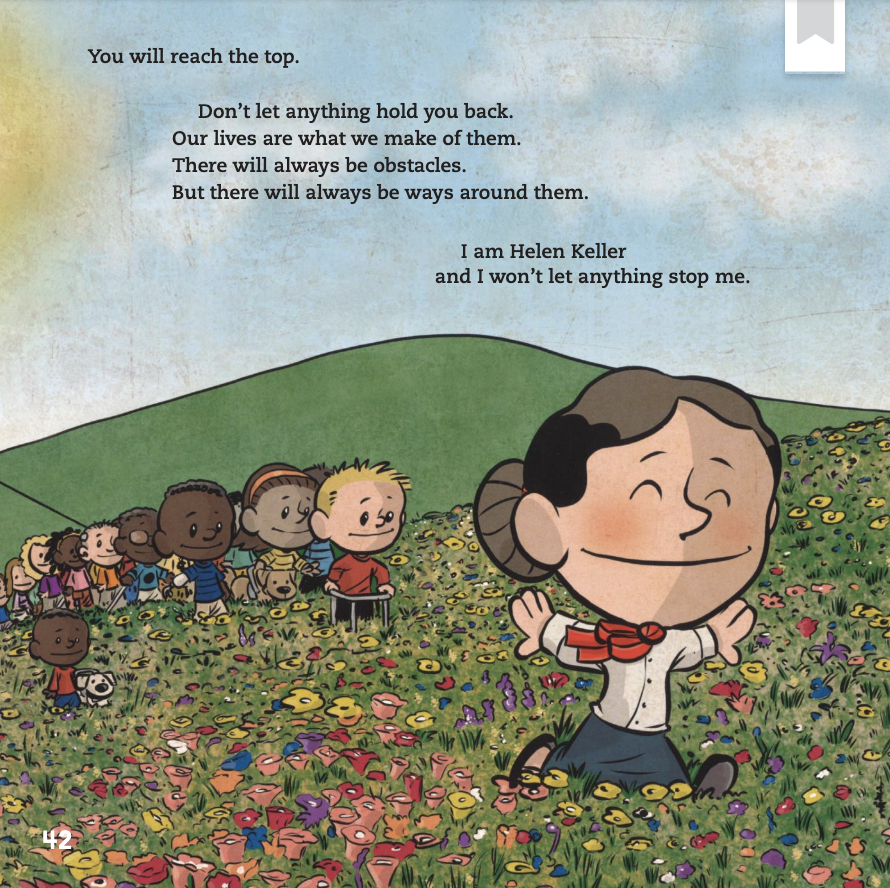 You will reach the top.
Don’t let anything hold you back.
Our lives are what we make of them.
There will always be obstacles.
But there will always be ways around them.
I am Helen Keller
and I won’t let anything stop me.
42